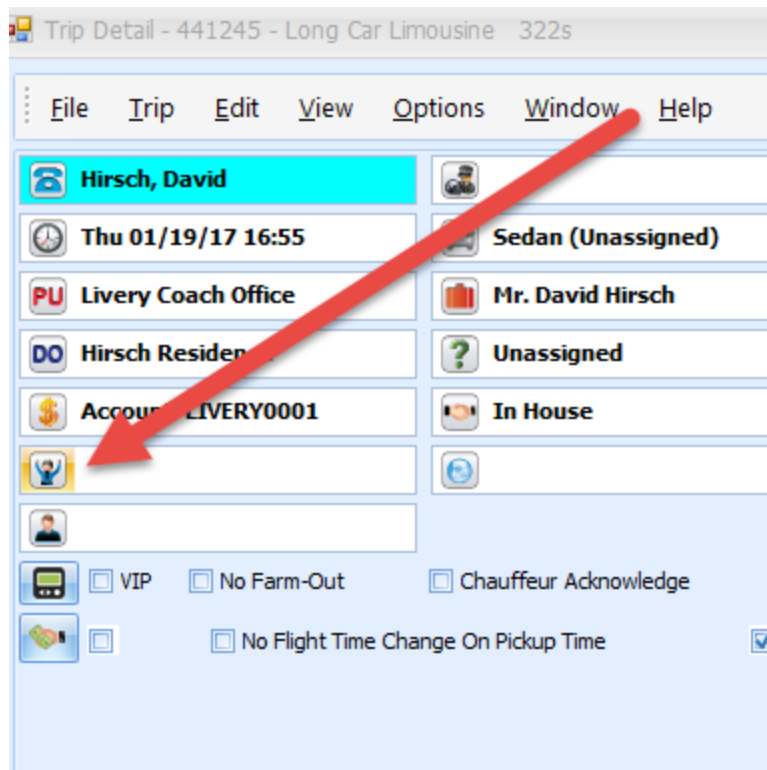 Trip Detail - 441245 - Long Car Limousine 322s
File Trip Edit View Options Window Help
Hirsch, David
Thu 01/19/17 16:55
Sedan (Unassigned)
PU Livery Coach Office
Mr. David Hirsch
DO Hirsch
Unassigned
LIVERY0001
In House
VIP No Farm-Out Chauffeur Acknowledge
No Flight Time Change On Pickup Time